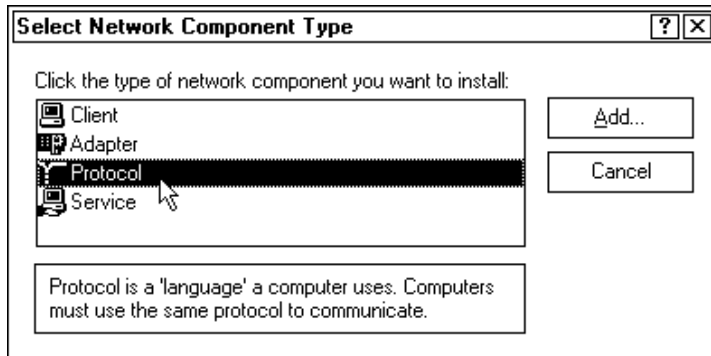 Select Network Component Type
Click the type of network component you want to install:
Client
Adapter
Protocol
Service
Add...
Cancel
Protocol is a 'language' a computer uses. Computers
must use the same protocol to communicate.